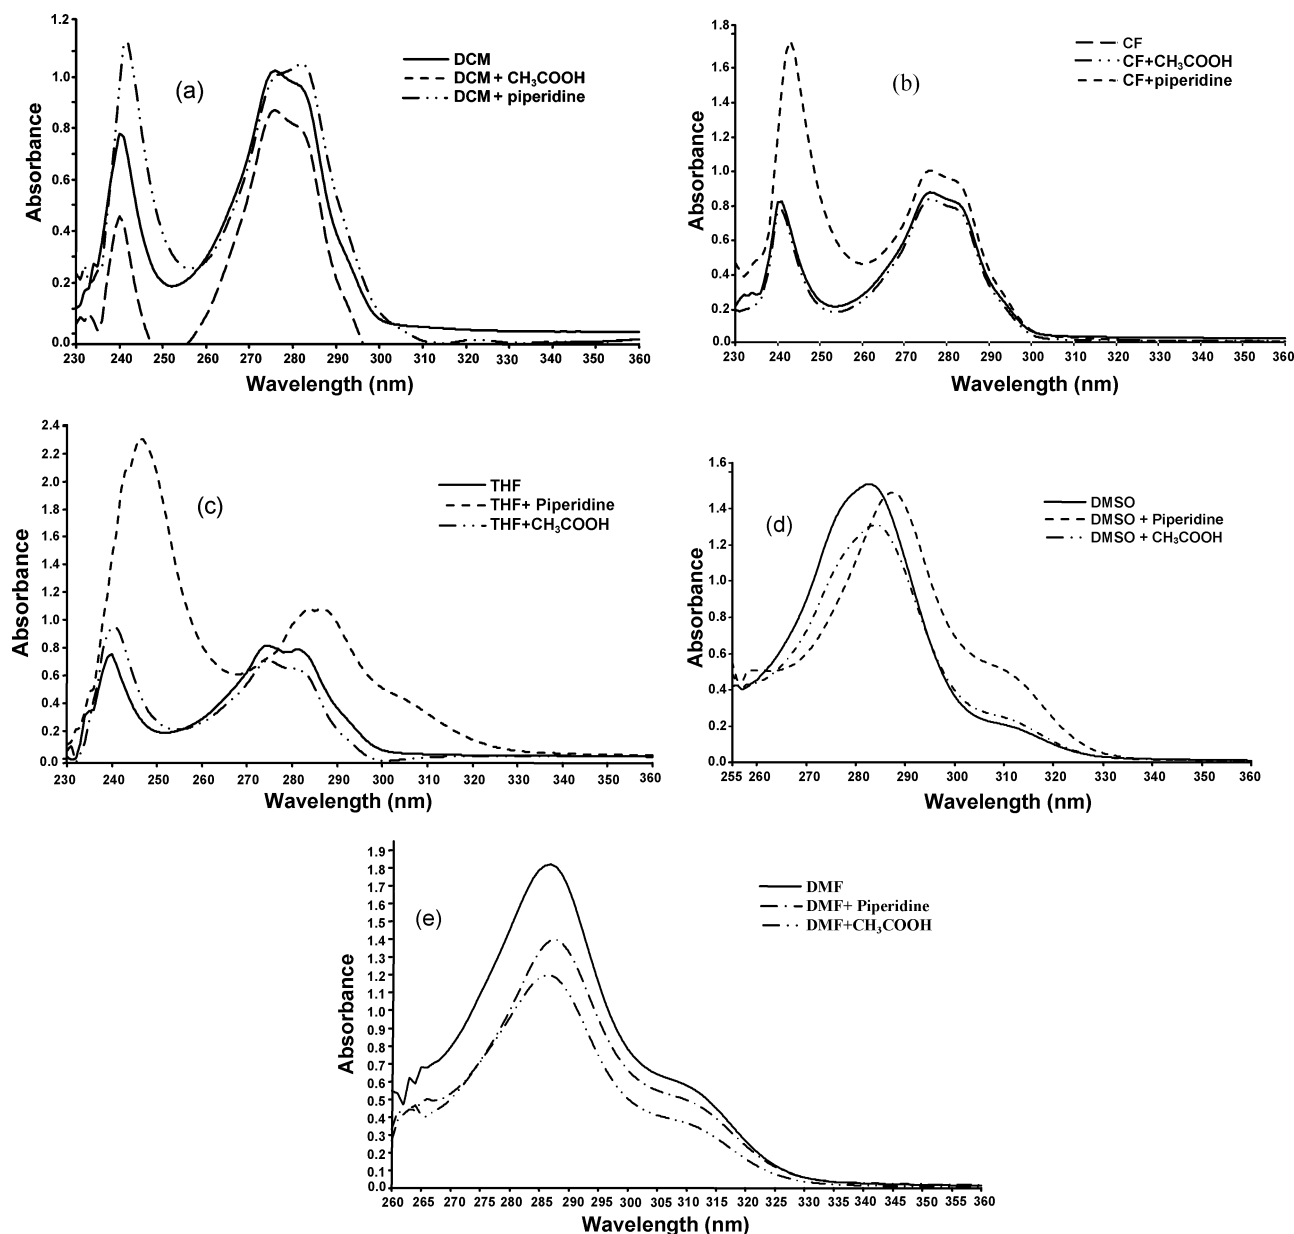 (a)
DCM
DCM + CH₃COOH
DCM + piperidine
Absorbance
1.2
1.0
0.8
0.6
0.4
0.2
0.0
230 240 250 260 270 280 290 300 310 320 330 340 350 360
Wavelength (nm)
(b)
CF
CF+CH₃COOH
CF+piperidine
Absorbance
1.8
1.6
1.4
1.2
1.0
0.8
0.6
0.4
0.2
0.0
230 240 250 260 270 280 290 300 310 320 330 340 350 360
Wavelength (nm)
(c)
THF
THF+ Piperidine
THF+CH₃COOH
Absorbance
2.4
2.2
2.0
1.8
1.6
1.4
1.2
1.0
0.8
0.6
0.4
0.2
0.0
230 240 250 260 270 280 290 300 310 320 330 340 350 360
Wavelength (nm)
(d)
DMSO
DMSO + Piperidine
DMSO + CH₃COOH
Absorbance
1.6
1.4
1.2
1.0
0.8
0.6
0.4
0.2
0.0
255 260 270 280 290 300 310 320 330 340 350 360
Wavelength (nm)
(e)
DMF
DMF+ Piperidine
DMF+CH₃COOH
Absorbance
1.9
1.8
1.7
1.6
1.5
1.4
1.3
1.2
1.1
1.0
0.9
0.8
0.7
0.6
0.5
0.4
0.3
0.2
0.1
0.0
260 265 270 275 280 285 290 295 300 305 310 315 320 325 330 335 340 345 350 355 360
Wavelength (nm)